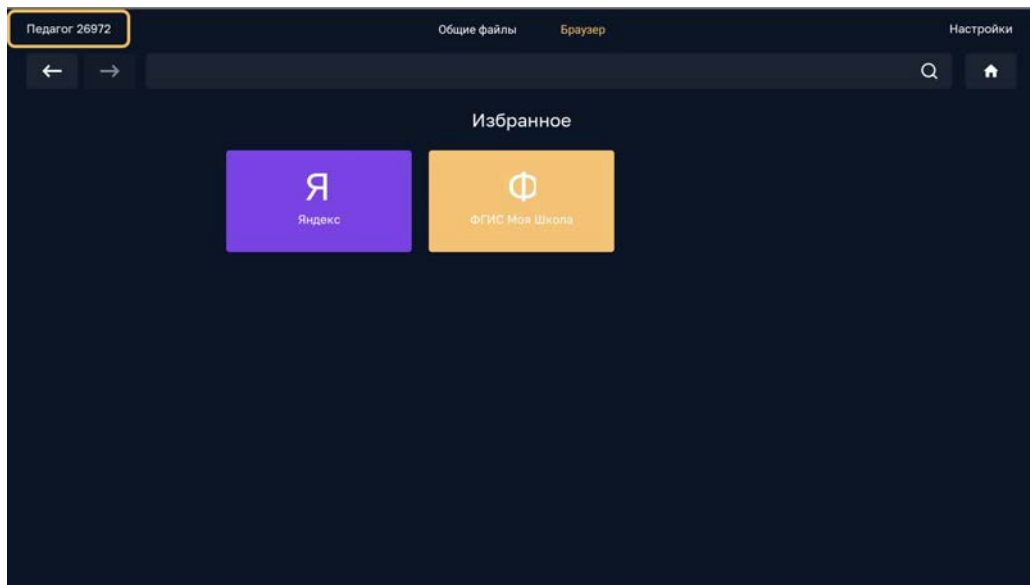 Педагог 26972
Общие файлы
Браузер
Настройки
Избранное
Я
Яндекс
Ф
ФГИС Моя Школа